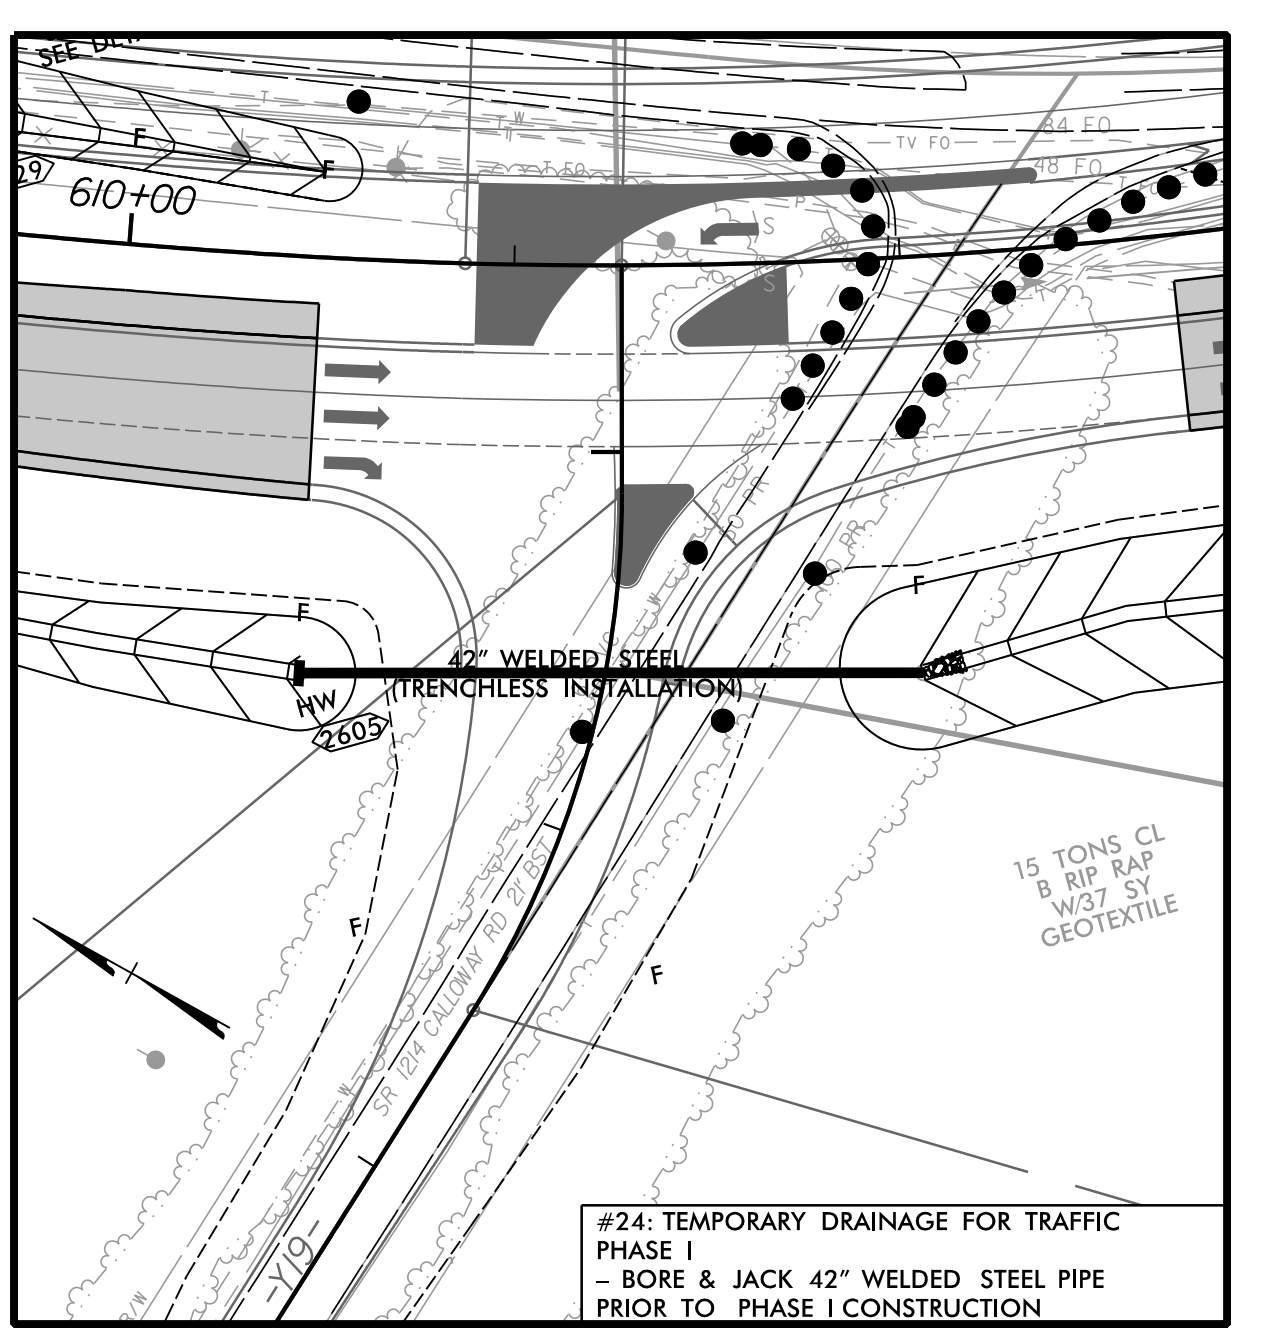 SEE
T
W
T
TV FO
84 FO
48 FO
T FO
F
F
29
610+00
P
S
S
T
F
F
42" WELDED STEEL
(TRENCHLESS INSTALLATION)
HW
2605
W
15 TONS CL
B RIP RAP
W/37 SY
GEOTEXTILE
F
F
SR 1214 CALLOWAY RD 21' BST
W
-Y19-
R/W
#24: TEMPORARY DRAINAGE FOR TRAFFIC
PHASE I
– BORE & JACK 42" WELDED STEEL PIPE
PRIOR TO PHASE I CONSTRUCTION